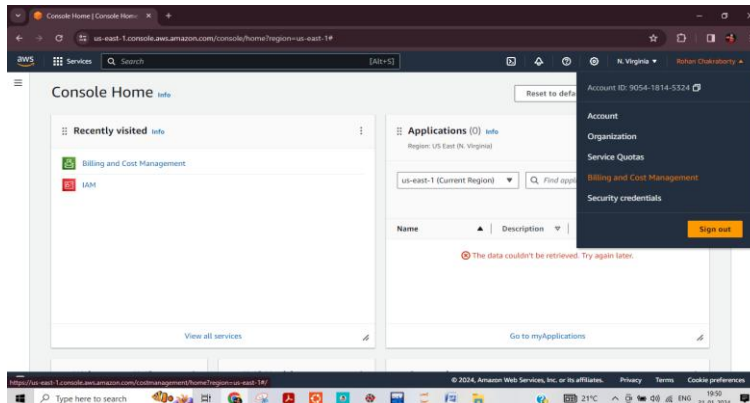 Console Home | Console Home
us-east-1.console.aws.amazon.com/console/home?region=us-east-1#
aws
Services
Search
[Alt+S]
N. Virginia
Rohan Chakraborty
Console Home Info
Reset to defa
Account ID: 9054-1814-5324
Account
Organization
Service Quotas
Billing and Cost Management
Security credentials
Sign out
Recently visited Info
Billing and Cost Management
IAM
View all services
Applications (0) Info
Region: US East (N. Virginia)
us-east-1 (Current Region)
Find appl
Name
Description
The data couldn't be retrieved. Try again later.
Go to myApplications
https://us-east-1.console.aws.amazon.com/costmanagement/home?region=us-east-1#/
© 2024, Amazon Web Services, Inc. or its affiliates.
Privacy
Terms
Cookie preferences
Type here to search
21°C
ENG
19:50
21-01-2024